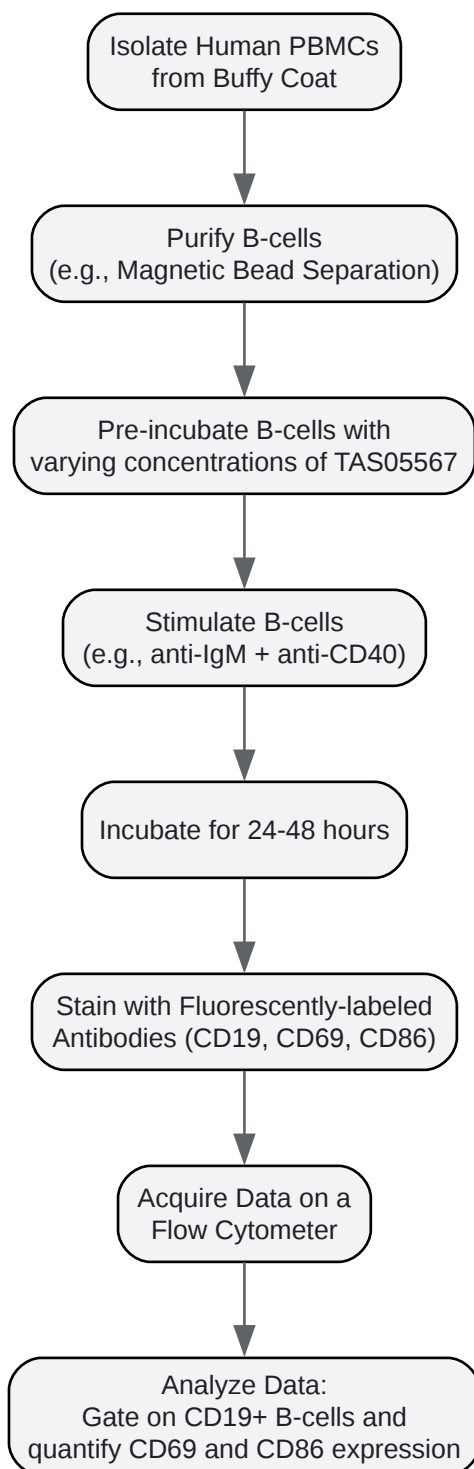 Isolate Human PBMCs
from Buffy Coat
Purify B-cells
(e.g., Magnetic Bead Separation)
Pre-incubate B-cells with
varying concentrations of TAS05567
Stimulate B-cells
(e.g., anti-IgM + anti-CD40)
Incubate for 24-48 hours
Stain with Fluorescently-labeled
Antibodies (CD19, CD69, CD86)
Acquire Data on a
Flow Cytometer
Analyze Data:
Gate on CD19+ B-cells and
quantify CD69 and CD86 expression